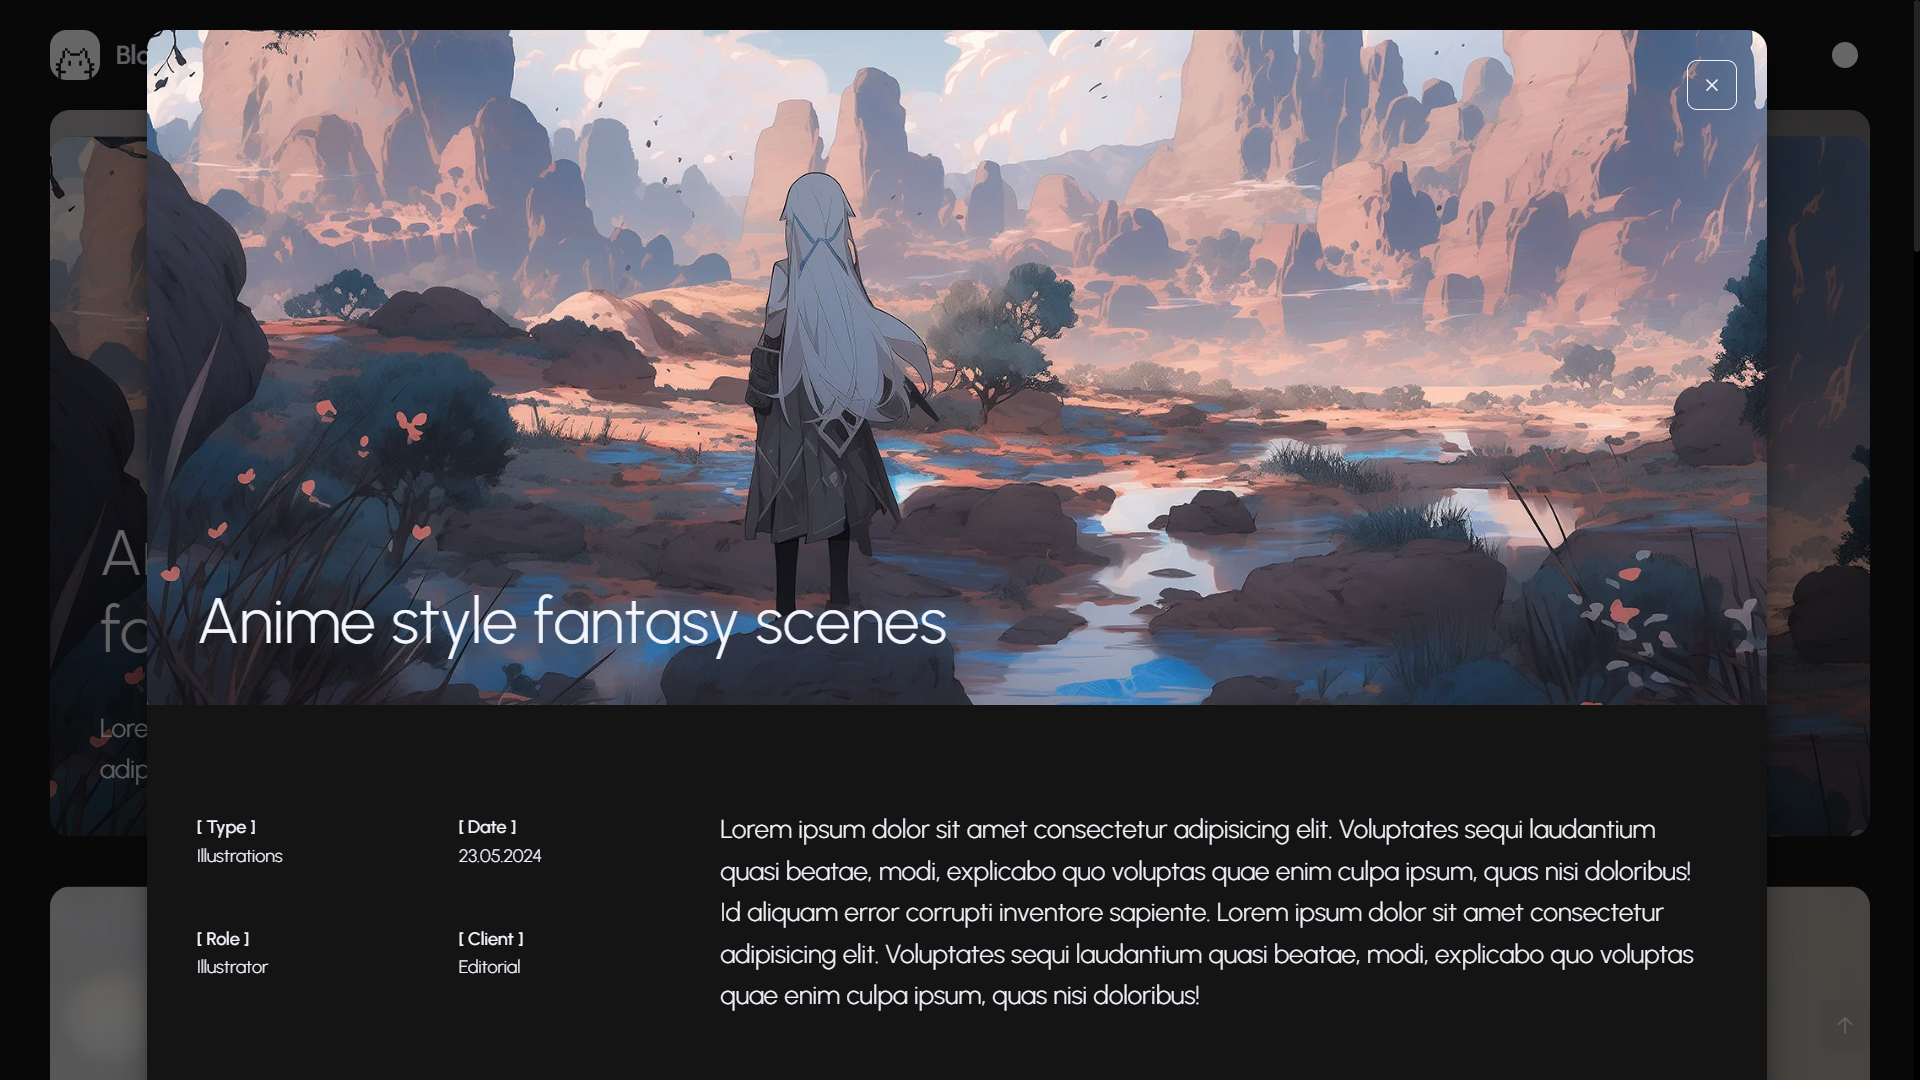 Blo
Anime style fantasy scenes
Lore
adip
[ Type ]
Illustrations
[ Date ]
23.05.2024
[ Role ]
Illustrator
[ Client ]
Editorial
Lorem ipsum dolor sit amet consectetur adipisicing elit. Voluptates sequi laudantium
quasi beatae, modi, explicabo quo voluptas quae enim culpa ipsum, quas nisi doloribus!
Id aliquam error corrupti inventore sapiente. Lorem ipsum dolor sit amet consectetur
adipisicing elit. Voluptates sequi laudantium quasi beatae, modi, explicabo quo voluptas
quae enim culpa ipsum, quas nisi doloribus!